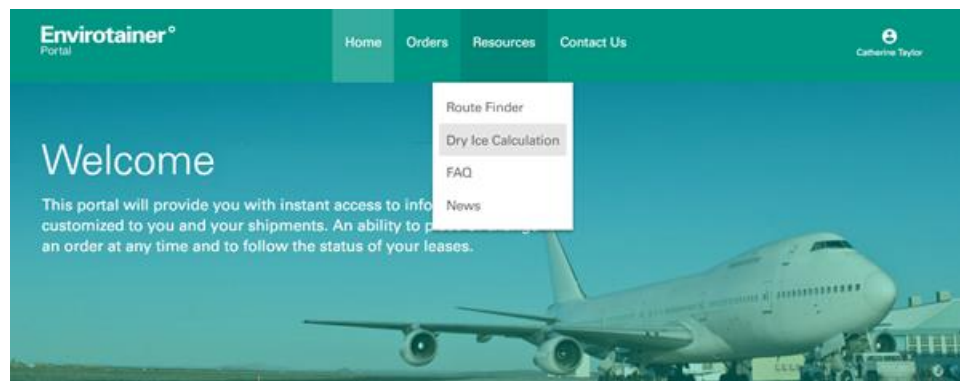 Envirotainer°
Portal
Home
Orders
Resources
Contact Us
Catherine Taylor
Route Finder
Dry Ice Calculation
FAQ
News
Welcome
This portal will provide you with instant access to info
customized to you and your shipments. An ability to p
an order at any time and to follow the status of your leases.